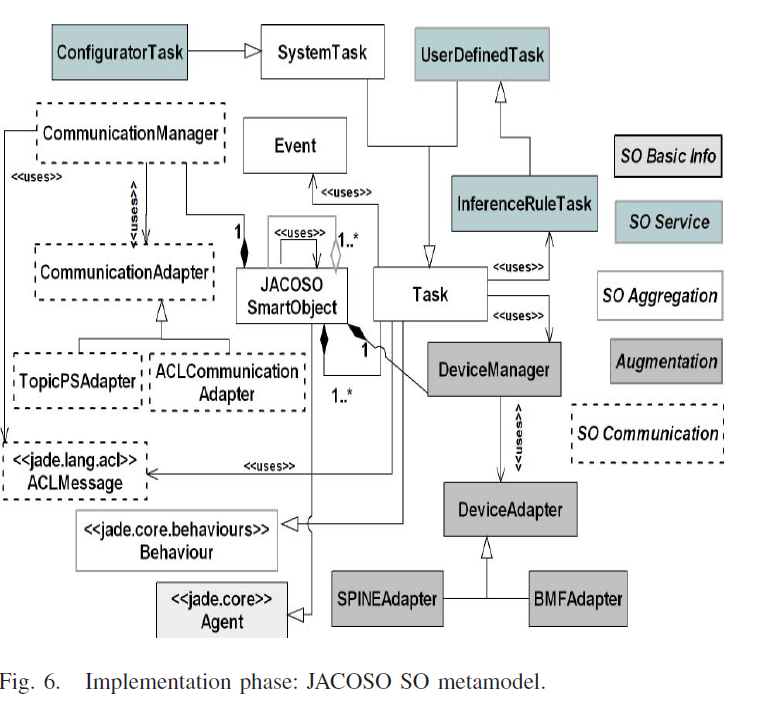 ConfiguratorTask
SystemTask
UserDefinedTask
CommunicationManager
Event
SO Basic Info
<<uses>>
<<uses>>
<<uses>>
InferenceRuleTask
SO Service
1
<<uses>>
1..*
CommunicationAdapter
JACOSO
SmartObject
Task
<<uses>>
SO Aggregation
<<uses>>
TopicPSAdapter
ACLCommunication
Adapter
1
1..*
DeviceManager
Augmentation
<<uses>>
SO Communication
<<jade.lang.acl>>
ACLMessage
<<uses>>
DeviceAdapter
<<jade.core.behaviours>>
Behaviour
<<jade.core>>
Agent
SPINEAdapter
BMFAdapter
Fig. 6. Implementation phase: JACOSO SO metamodel.